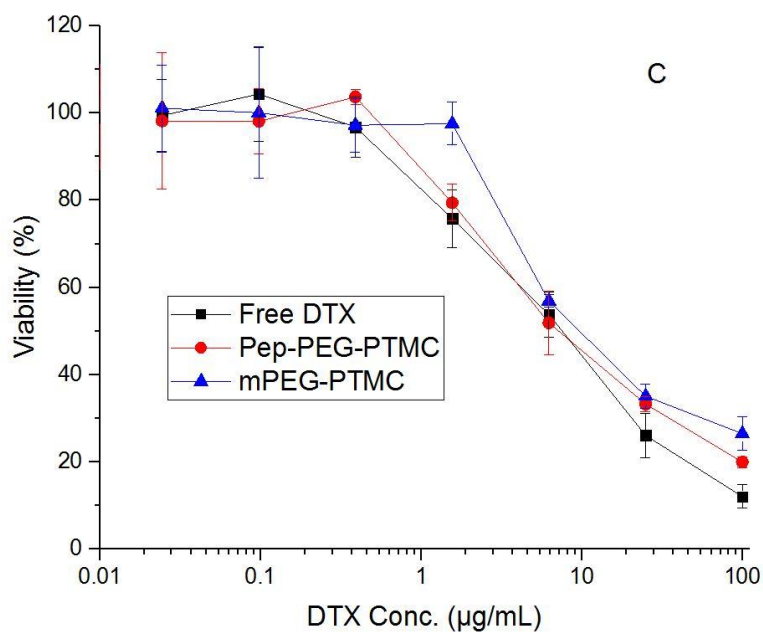 120
C
100
80
60
40
20
0
Viability (%)
Free DTX
Pep-PEG-PTMC
mPEG-PTMC
0.01
0.1
1
10
100
DTX Conc. (µg/mL)